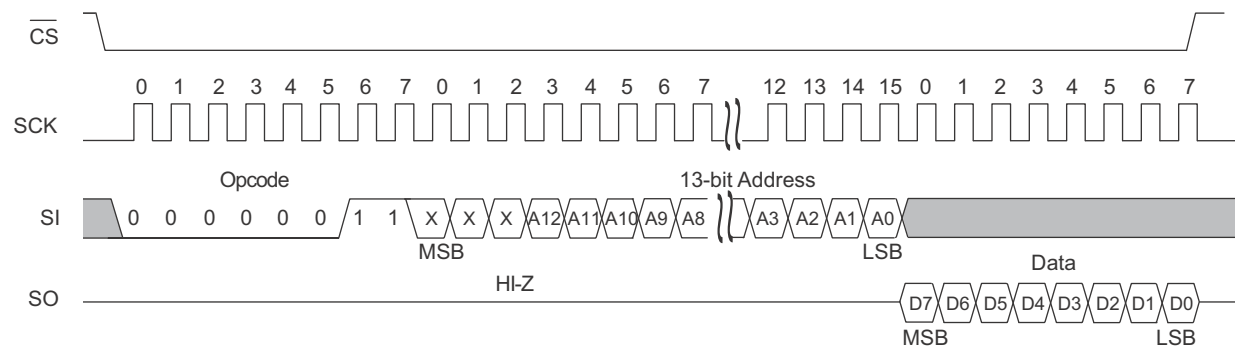 CS
0 1 2 3 4 5 6 7 0 1 2 3 4 5 6 7 12 13 14 15 0 1 2 3 4 5 6 7
SCK
Opcode 13-bit Address
SI 0 0 0 0 0 0 1 1 X X X A12 A11 A10 A9 A8 A3 A2 A1 A0
MSB LSB
HI-Z Data
SO D7 D6 D5 D4 D3 D2 D1 D0
MSB LSB